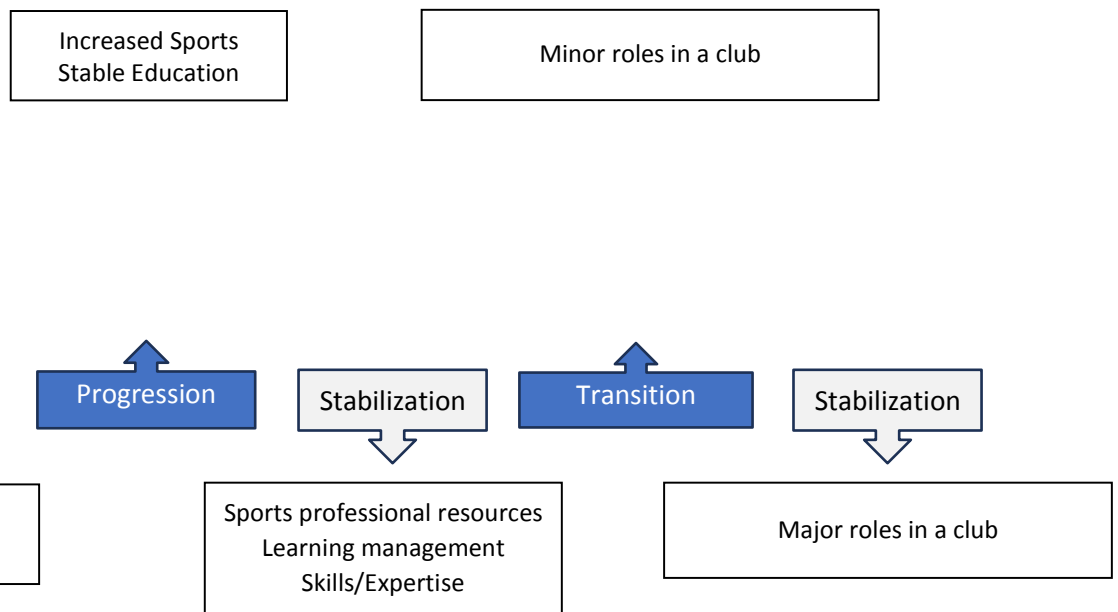 Increased Sports
Stable Education
Minor roles in a club
Progression
Stabilization
Transition
Stabilization
Sports professional resources
Learning management
Skills/Expertise
Major roles in a club